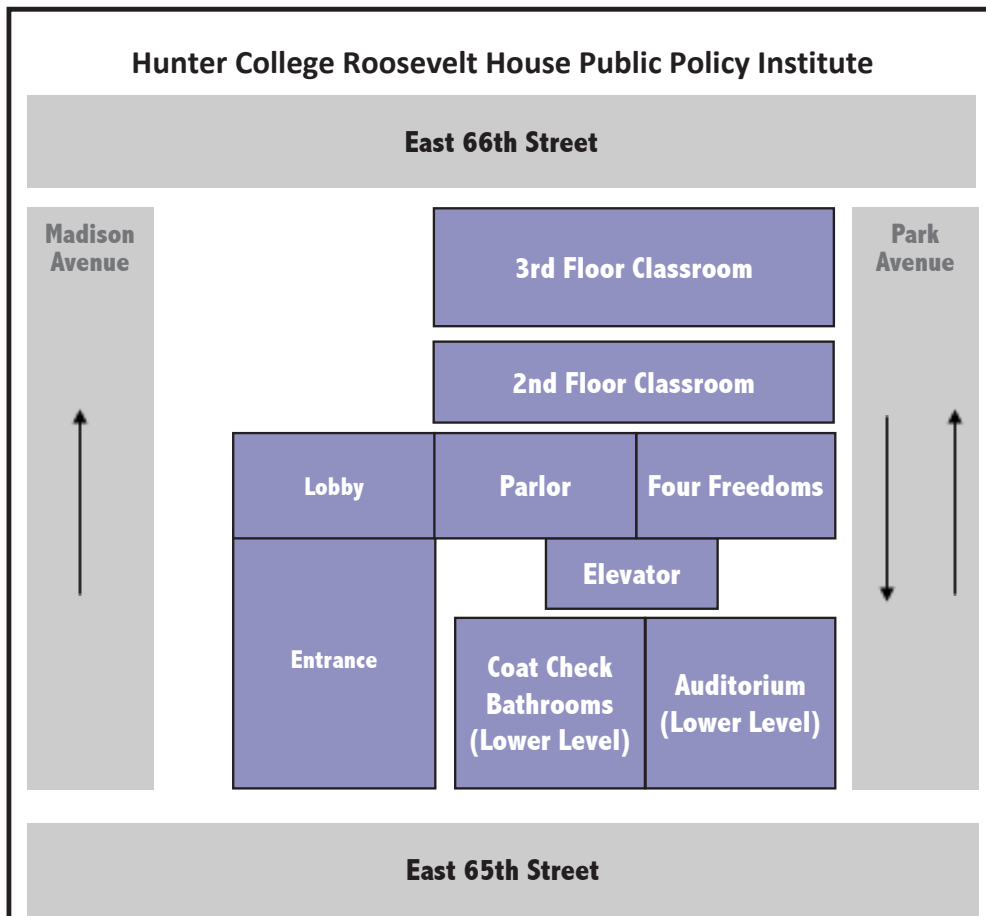 Hunter College Roosevelt House Public Policy Institute
East 66th Street
Madison
Avenue
Park
Avenue
3rd Floor Classroom
2nd Floor Classroom
Lobby
Parlor
Four Freedoms
Elevator
Entrance
Coat Check
Bathrooms
(Lower Level)
Auditorium
(Lower Level)
East 65th Street